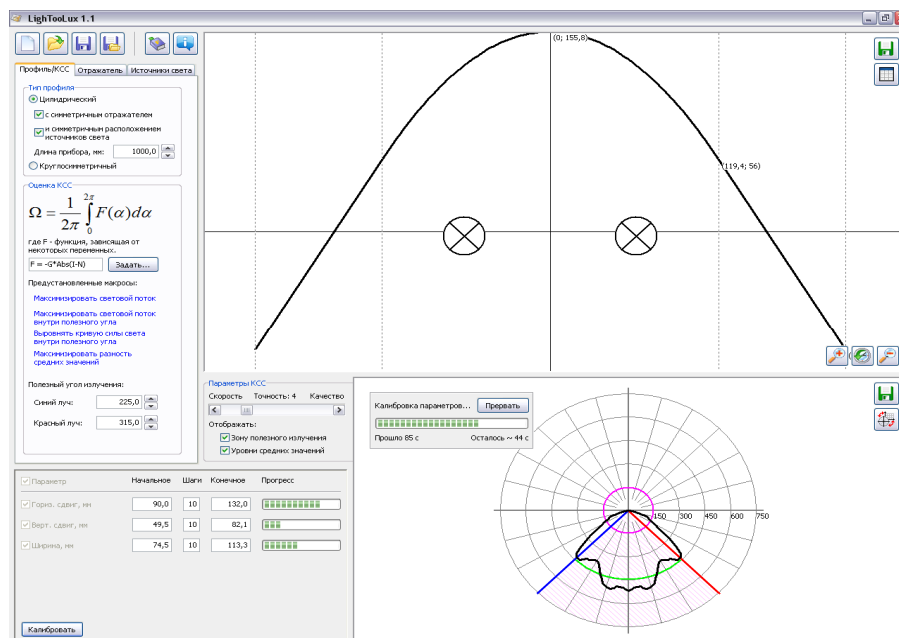 LighTooLux 1.1
Профиль/КСС Отражатель Источники света
Тип профиля
Цилиндрический
с симметричным отражателем
и симметричным расположением
источников света
Длина прибора, мм: 1000,0
Круглосимметричный
Оценка КСС
Ω = 1/2π ∫ 0 2π F(α)dα
где F - функция, зависящая от
некоторых переменных.
F = -G*Abs(I-N) Задать...
Предустановленные макросы:
Максимизировать световой поток
Максимизировать световой поток
внутри полезного угла
Выровнять кривую силы света
внутри полезного угла
Максимизировать разность
средних значений
Полезный угол излучения:
Синий луч: 225,0
Красный луч: 315,0
(0; 155,8)
(119,4; 56)
Параметры КСС
Скорость Точность: 4 Качество
Отображать:
Зону полезного излучения
Уровни средних значений
Калибровка параметров... Прервать
Прошло 85 с Осталось ~ 44 с
150 300 450 600 750
Параметр Начальное Шаги Конечное Прогресс
Гориз. сдвиг, мм 90,0 10 132,0
Верт. сдвиг, мм 49,5 10 82,1
Ширина, мм 74,5 10 113,3
Калибровать